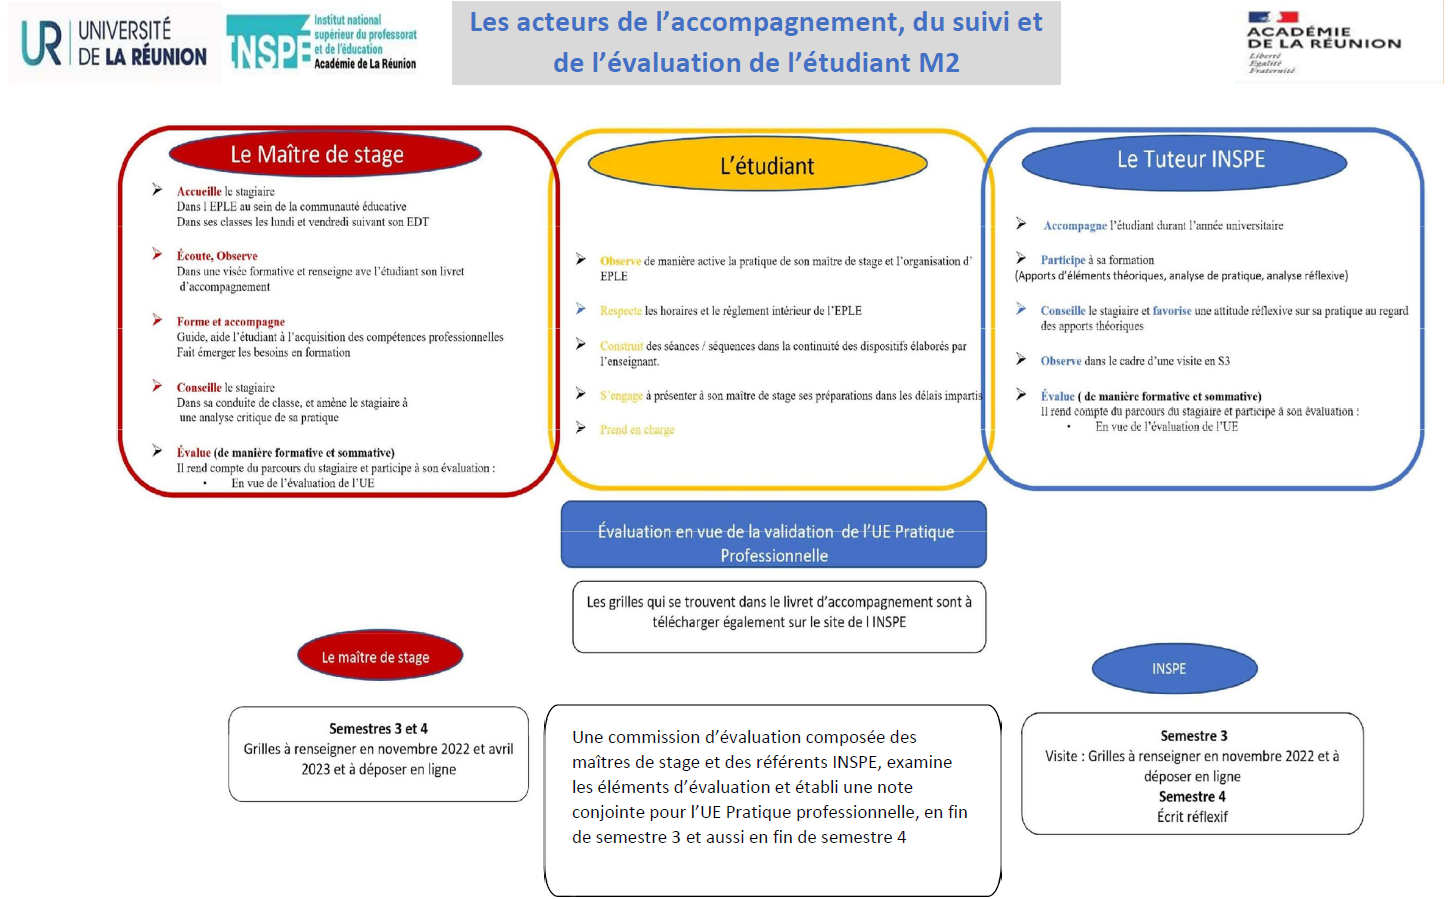 UR UNIVERSITÉ
DE LA RÉUNION
INSPÉ
Institut national
supérieur du professorat
et de l'éducation
Académie de La Réunion
Les acteurs de l'accompagnement, du suivi et
de l'évaluation de l'étudiant M2
ACADÉMIE
DE LA RÉUNION
Liberté
Égalité
Fraternité
Le Maître de stage
Accueille le stagiaire
Dans l EPLE au sein de la communauté éducative
Dans ses classes les lundi et vendredi suivant son EDT
Écoute, Observe
Dans une visée formative et renseigne ave l'étudiant son livret
d'accompagnement
Forme et accompagne
Guide, aide l'étudiant à l'acquisition des compétences professionnelles
Fait émerger les besoins en formation
Conseille le stagiaire
Dans sa conduite de classe, et amène le stagiaire à
une analyse critique de sa pratique
Évalue (de manière formative et sommative)
Il rend compte du parcours du stagiaire et participe à son évaluation :
• En vue de l'évaluation de l'UE
L'étudiant
Observe de manière active la pratique de son maître de stage et l'organisation d'
EPLE
Respecte les horaires et le règlement intérieur de l'EPLE
Construit des séances / séquences dans la continuité des dispositifs élaborés par
l'enseignant.
S'engage à présenter à son maître de stage ses préparations dans les délais impartis
Prend en charge
Le Tuteur INSPE
Accompagne l'étudiant durant l'année universitaire
Participe à sa formation
(Apports d'éléments théoriques, analyse de pratique, analyse réflexive)
Conseille le stagiaire et favorise une attitude réflexive sur sa pratique au regard
des apports théoriques
Observe dans le cadre d'une visite en S3
Évalue ( de manière formative et sommative)
Il rend compte du parcours du stagiaire et participe à son évaluation :
• En vue de l'évaluation de l'UE
Évaluation en vue de la validation de l'UE Pratique
Professionnelle
Les grilles qui se trouvent dans le livret d'accompagnement sont à
télécharger également sur le site de l INSPE
Le maître de stage
Semestres 3 et 4
Grilles à renseigner en novembre 2022 et avril
2023 et à déposer en ligne
Une commission d'évaluation composée des
maîtres de stage et des référents INSPE, examine
les éléments d'évaluation et établi une note
conjointe pour l'UE Pratique professionnelle, en fin
de semestre 3 et aussi en fin de semestre 4
INSPE
Semestre 3
Visite : Grilles à renseigner en novembre 2022 et à
déposer en ligne
Semestre 4
Écrit réflexif